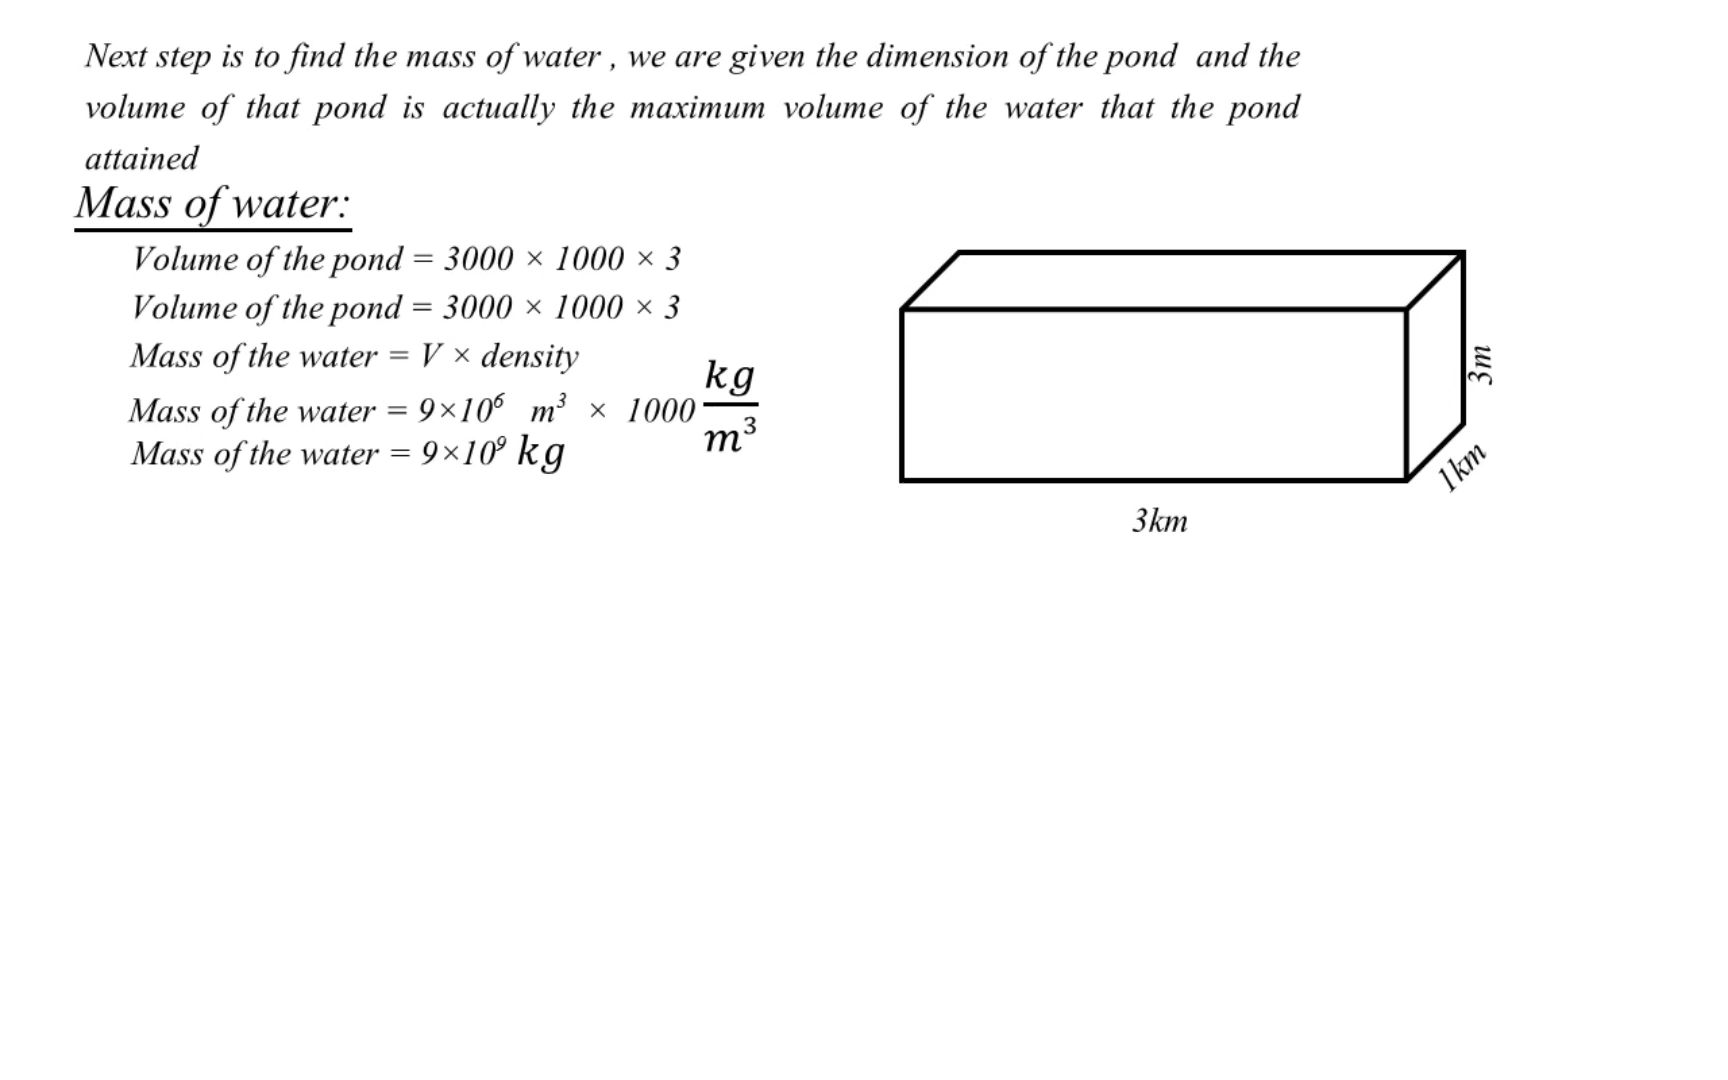 Next step is to find the mass of water , we are given the dimension of the pond and the
volume of that pond is actually the maximum volume of the water that the pond
attained
Mass of water:
Volume of the pond = 3000 × 1000 × 3
Volume of the pond = 3000 × 1000 × 3
Mass of the water = V × density
Mass of the water = 9×10⁶ m³ × 1000 kg/m³
Mass of the water = 9×10⁹ kg
3m
1km
3km